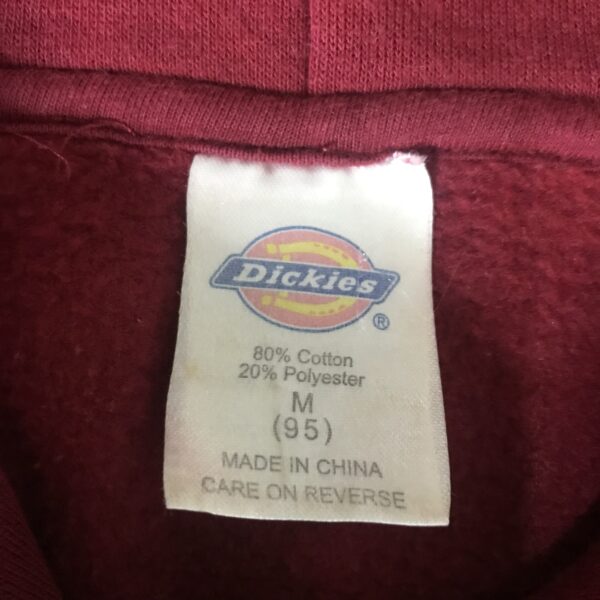 Dickies
®
80% Cotton
20% Polyester
M
(95)
MADE IN CHINA
CARE ON REVERSE